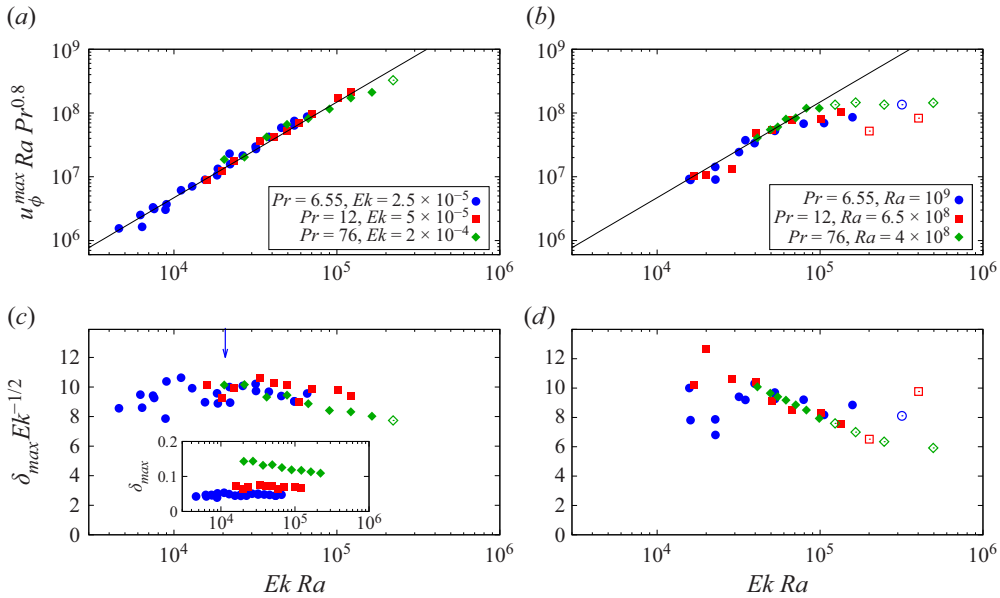 (a)
(b)
10^9
10^8
10^7
10^6
u_ϕ^max Ra Pr^0.8
Pr = 6.55, Ek = 2.5 × 10^−5
Pr = 12, Ek = 5 × 10^−5
Pr = 76, Ek = 2 × 10^−4
10^4
10^5
10^6
10^9
10^8
10^7
10^6
Pr = 6.55, Ra = 10^9
Pr = 12, Ra = 6.5 × 10^8
Pr = 76, Ra = 4 × 10^8
10^4
10^5
10^6
(c)
(d)
12
10
8
6
4
2
0
δ_max Ek^−1/2
0.2
0.1
0
δ_max
10^4
10^5
10^6
10^4
10^5
10^6
Ek Ra
12
10
8
6
4
2
0
10^4
10^5
10^6
Ek Ra